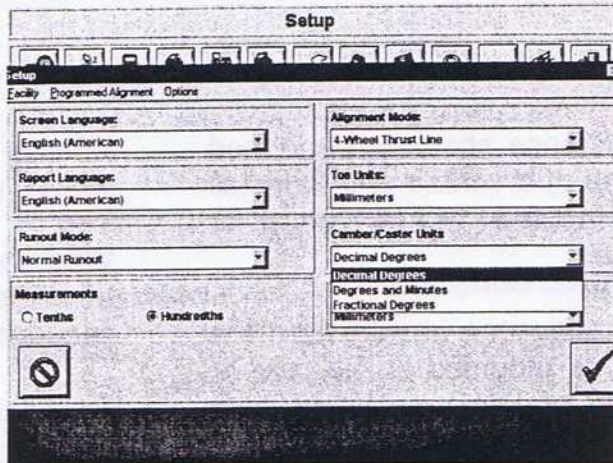 Setup
Setup
Facility Programmed Alignment Options
Screen Language:
English (American)
Report Language:
English (American)
Runout Mode:
Normal Runout
Measurements
Tenths Hundredths
Alignment Mode:
4-Wheel Thrust Line
Toe Units:
Millimeters
Camber/Caster Units
Decimal Degrees
Decimal Degrees
Degrees and Minutes
Fractional Degrees
Millimeters